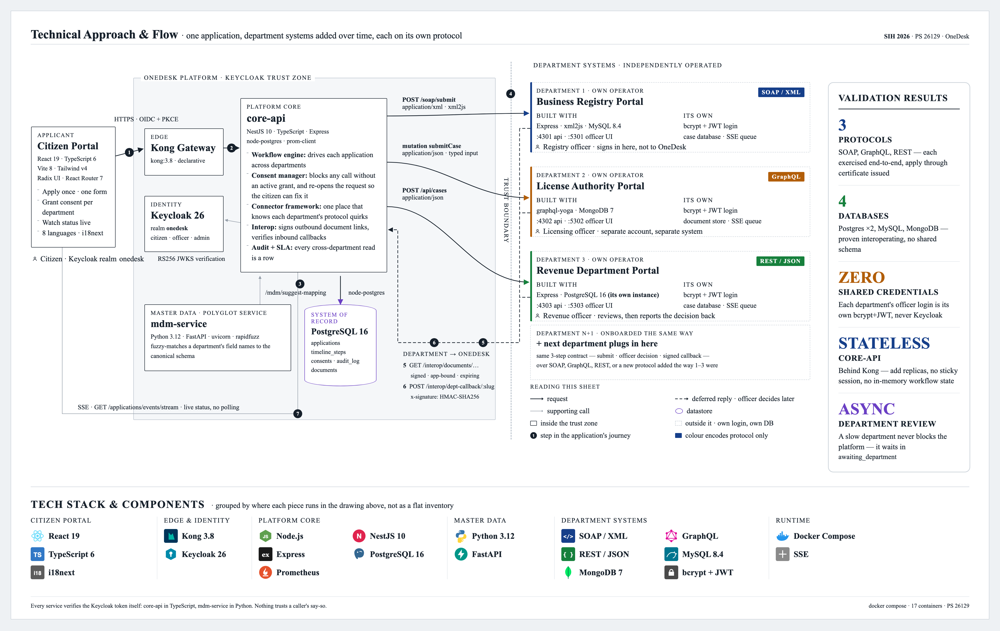 Technical Approach & Flow · one application, department systems added over time, each on its own protocol
SIH 2026 · PS 26129 · OneDesk
ONEDESK PLATFORM · KEYCLOAK TRUST ZONE
HTTPS · OIDC + PKCE
APPLICANT
Citizen Portal
React 19 · TypeScript 6
Vite 8 · Tailwind v4
Radix UI · React Router 7
Apply once · one form
Grant consent per
department
Watch status live
8 languages · i18next
Citizen · Keycloak realm onedesk
1
EDGE
Kong Gateway
kong:3.8 · declarative
2
IDENTITY
Keycloak 26
realm onedesk
citizen · officer · admin
RS256 JWKS verification
PLATFORM CORE
core-api
NestJS 10 · TypeScript · Express
node-postgres · prom-client
Workflow engine: drives each application
across departments
Consent manager: blocks any call without
an active grant, and re-opens the request so
the citizen can fix it
Connector framework: one place that
knows each department's protocol quirks
Interop: signs outbound document links,
verifies inbound callbacks
Audit + SLA: every cross-department read
is a row
3
/mdm/suggest-mapping
node-postgres
MASTER DATA · POLYGLOT SERVICE
mdm-service
Python 3.12 · FastAPI · uvicorn · rapidfuzz
fuzzy-matches a department's field names to the
canonical schema
SYSTEM OF
RECORD
PostgreSQL 16
applications
timeline_steps
consents · audit_log
documents
SSE · GET /applications/events/stream · live status, no polling
7
POST /soap/submit
application/xml · xml2js
mutation submitCase
application/json · typed input
POST /api/cases
application/json
4
TRUST BOUNDARY
6
5
DEPARTMENT → ONEDESK
5 GET /interop/documents/…
signed · app-bound · expiring
6 POST /interop/dept-callback/:slug
x-signature: HMAC-SHA256
DEPARTMENT SYSTEMS · INDEPENDENTLY OPERATED
DEPARTMENT 1 · OWN OPERATOR
SOAP / XML
Business Registry Portal
BUILT WITH
Express · xml2js · MySQL 8.4
:4301 api · :5301 officer UI
ITS OWN
bcrypt + JWT login
case database · SSE queue
Registry officer · signs in here, not to OneDesk
DEPARTMENT 2 · OWN OPERATOR
GraphQL
License Authority Portal
BUILT WITH
graphql-yoga · MongoDB 7
:4302 api · :5302 officer UI
ITS OWN
bcrypt + JWT login
document store · SSE queue
Licensing officer · separate account, separate system
DEPARTMENT 3 · OWN OPERATOR
REST / JSON
Revenue Department Portal
BUILT WITH
Express · PostgreSQL 16 (its own instance)
:4303 api · :5303 officer UI
ITS OWN
bcrypt + JWT login
case database · SSE queue
Revenue officer · reviews, then reports the decision back
DEPARTMENT N+1 · ONBOARDED THE SAME WAY
+ next department plugs in here
same 3-step contract — submit · officer decision · signed callback —
over SOAP, GraphQL, REST, or a new protocol added the way 1–3 were
READING THIS SHEET
request
deferred reply · officer decides later
supporting call
datastore
inside the trust zone
outside it · own login, own DB
1 step in the application's journey
colour encodes protocol only
VALIDATION RESULTS
3
PROTOCOLS
SOAP, GraphQL, REST — each
exercised end-to-end, apply through
certificate issued
4
DATABASES
Postgres ×2, MySQL, MongoDB —
proven interoperating, no shared
schema
ZERO
SHARED CREDENTIALS
Each department's officer login is its
own bcrypt+JWT, never Keycloak
STATELESS
CORE-API
Behind Kong — add replicas, no sticky
session, no in-memory workflow state
ASYNC
DEPARTMENT REVIEW
A slow department never blocks the
platform — it waits in
awaiting_department
TECH STACK & COMPONENTS · grouped by where each piece runs in the drawing above, not as a flat inventory
CITIZEN PORTAL
React 19
TS TypeScript 6
i18 i18next
EDGE & IDENTITY
Kong 3.8
Keycloak 26
PLATFORM CORE
JS Node.js
N NestJS 10
ex Express
PostgreSQL 16
Prometheus
MASTER DATA
Python 3.12
FastAPI
DEPARTMENT SYSTEMS
</> SOAP / XML
GraphQL
{ } REST / JSON
MySQL 8.4
MongoDB 7
bcrypt + JWT
RUNTIME
Docker Compose
SSE
Every service verifies the Keycloak token itself: core-api in TypeScript, mdm-service in Python. Nothing trusts a caller's say-so.
docker compose · 17 containers · PS 26129